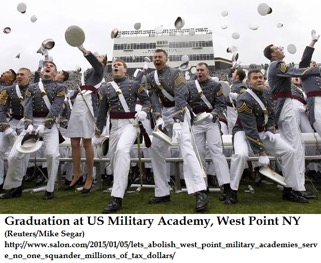 Graduation at US Military Academy, West Point NY
(Reuters/Mike Segar)
http://www.salon.com/2015/01/05/lets_abolish_west_point_military_academies_serv
e_no_one_squander_millions_of_tax_dollars/